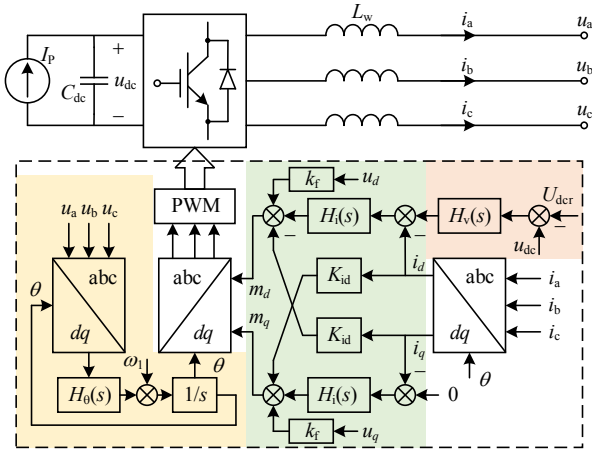 L_w i_a u_a
I_P + i_b u_b
C_dc u_dc
− i_c u_c
k_f u_d
u_a u_b u_c PWM − H_i(s) − H_v(s) − U_dcr
u_dc
abc abc − K_id i_d abc i_a
θ m_d i_b
dq dq m_q K_id dq i_c
ω_1 θ i_q − θ
H_θ(s) 1/s − H_i(s) 0
k_f u_q